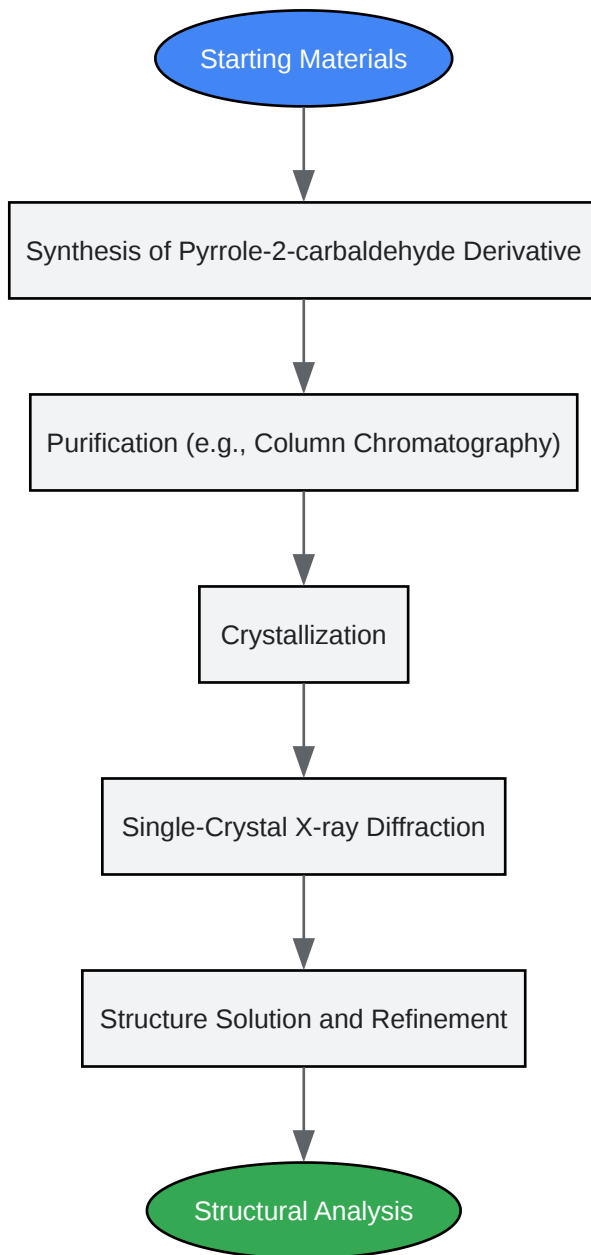 Starting Materials
Synthesis of Pyrrole-2-carbaldehyde Derivative
Purification (e.g., Column Chromatography)
Crystallization
Single-Crystal X-ray Diffraction
Structure Solution and Refinement
Structural Analysis